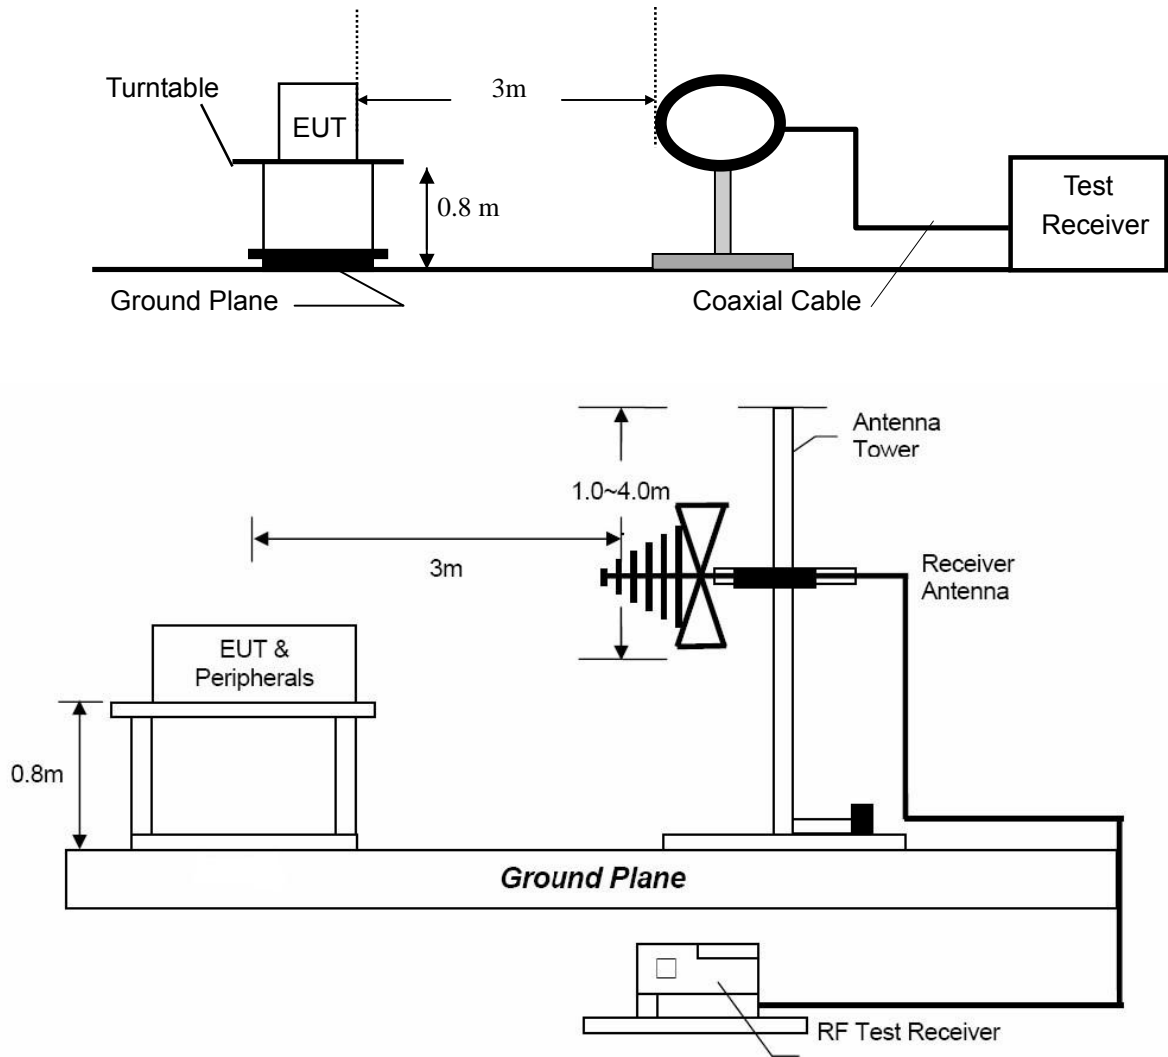 Turntable
EUT
3m
0.8 m
Test
Receiver
Ground Plane
Coaxial Cable
Antenna
Tower
1.0~4.0m
3m
Receiver
Antenna
EUT &
Peripherals
0.8m
Ground Plane
RF Test Receiver